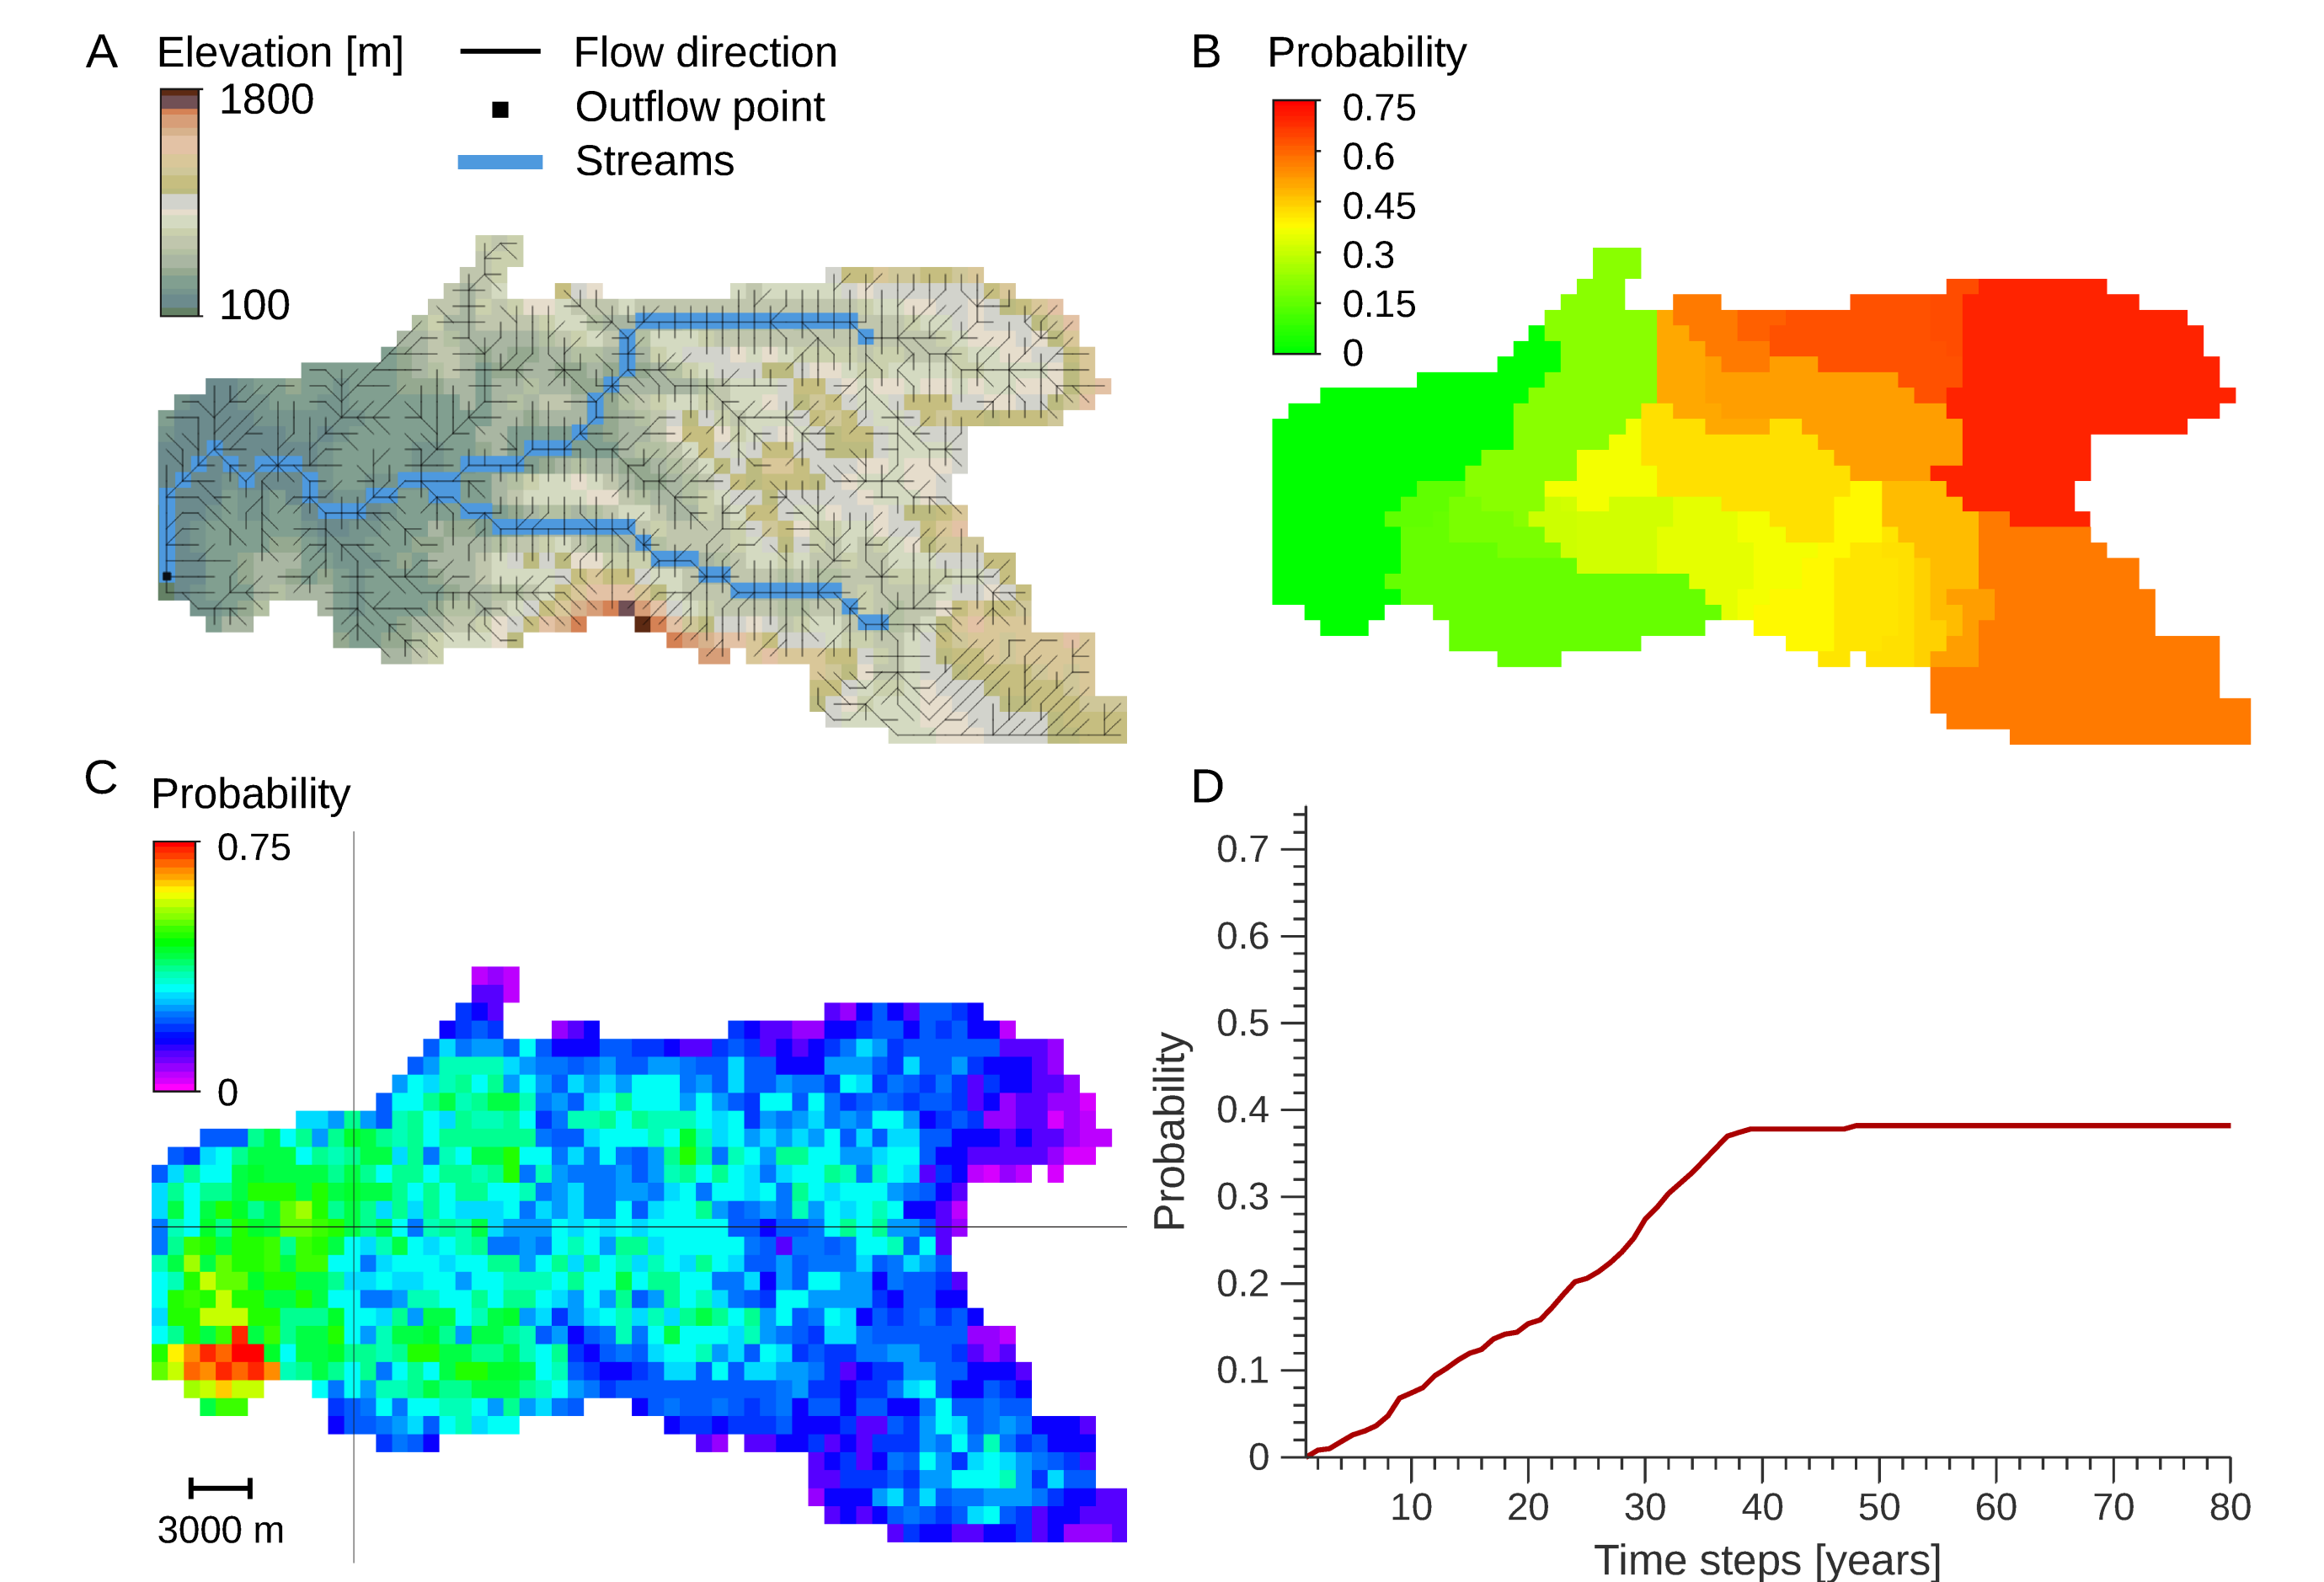 A
Elevation [m]
1800
100
Flow direction
Outflow point
Streams
B
Probability
0.75
0.6
0.45
0.3
0.15
0
C
Probability
0.75
0
3000 m
D
Probability
0.7
0.6
0.5
0.4
0.3
0.2
0.1
0
10 20 30 40 50 60 70 80
Time steps [years]